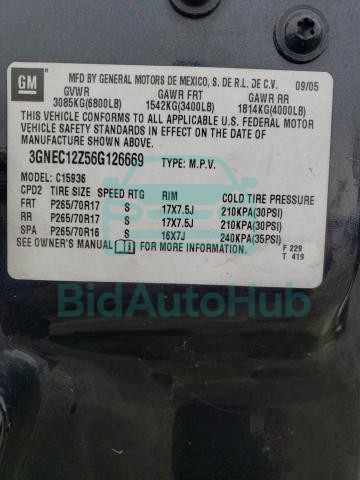 GM
MFD BY GENERAL MOTORS DE MEXICO, S. DE R.L. DE C.V. 09/05
GVWR GAWR FRT GAWR RR
3085KG(6800LB) 1542KG(3400LB) 1814KG(4000LB)
THIS VEHICLE CONFORMS TO ALL APPLICABLE U.S. FEDERAL
MOTOR VEHICLE SAFETY STANDARDS IN EFFECT ON THE DATE OF
MANUFACTURE SHOWN ABOVE.
3GNEC12Z56G126669 TYPE: M.P.V.
MODEL: C15936
CPD2 TIRE SIZE SPEED RTG RIM COLD TIRE PRESSURE
FRT P265/70R17 S 17X7.5J 210KPA(30PSI)
RR P265/70R17 S 17X7.5J 210KPA(30PSI)
SPA P265/70R16 S 16X7J 240KPA(35PSI)
SEE OWNER'S MANUAL FOR MORE INFORMATION. F 229
T 419
BidAutoHub